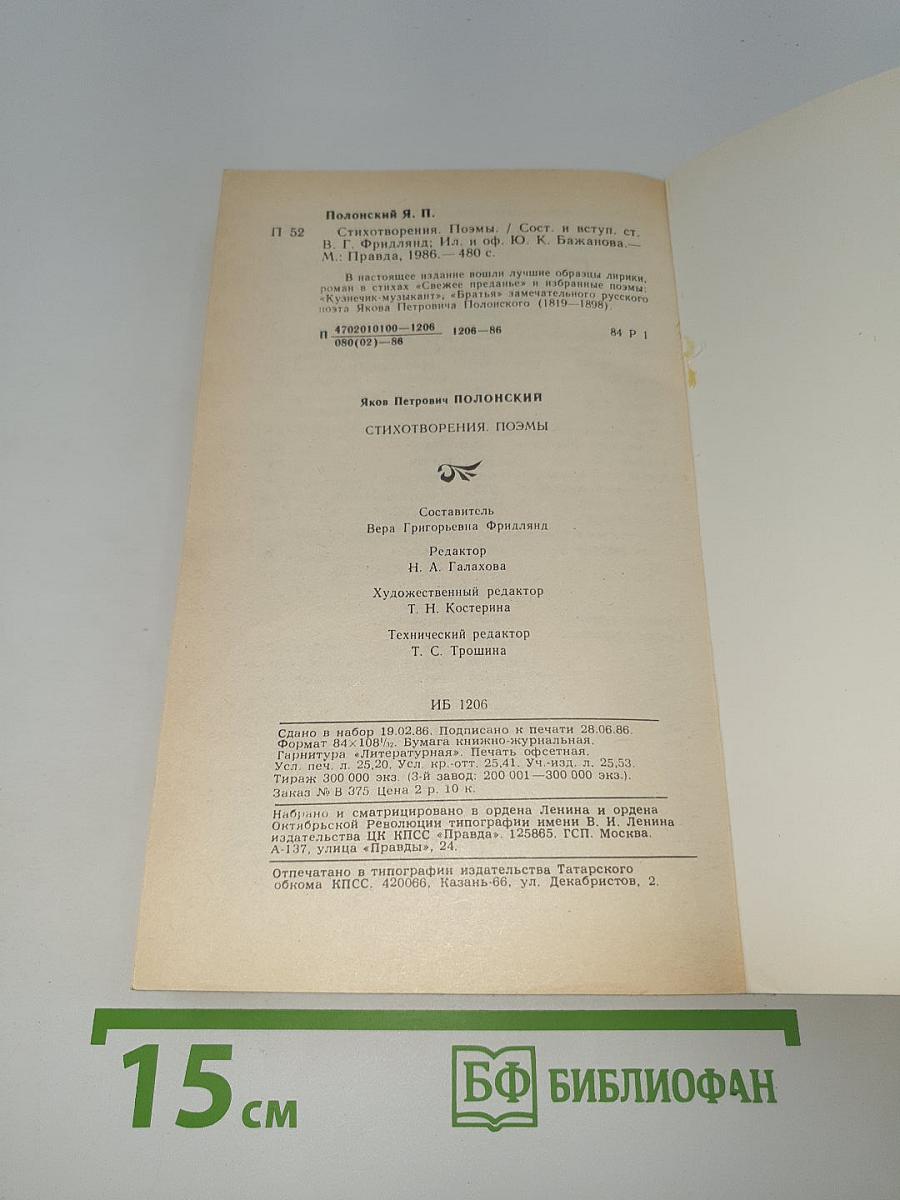 Полонский Я. П.
П 52 Стихотворения. Поэмы. / Сост. и вступ. ст.
В. Г. Фридлянд; Ил. и оф. Ю. К. Бажанова.—
М.: Правда, 1986.— 480 с.
В настоящее издание вошли лучшие образцы лирики,
роман в стихах «Свежее преданье» и избранные поэмы:
«Кузнечик-музыкант», «Братья» замечательного русского
поэта Якова Петровича Полонского (1819—1898).
П 4702010100—1206 1206—86 84 Р 1
080(02)—86
Яков Петрович ПОЛОНСКИЙ
СТИХОТВОРЕНИЯ. ПОЭМЫ
Составитель
Вера Григорьевна Фридлянд
Редактор
Н. А. Галахова
Художественный редактор
Т. Н. Костерина
Технический редактор
Т. С. Трошина
ИБ 1206
Сдано в набор 19.02.86. Подписано к печати 28.06.86.
Формат 84×108¹/₃₂. Бумага книжно-журнальная.
Гарнитура «Литературная». Печать офсетная.
Усл. печ. л. 25,20. Усл. кр.-отт. 25,41. Уч.-изд. л. 25,53.
Тираж 300 000 экз. (3-й завод: 200 001—300 000 экз.).
Заказ № В 375 Цена 2 р. 10 к.
Набрано и сматрицировано в ордена Ленина и ордена
Октябрьской Революции типографии имени В. И. Ленина
издательства ЦК КПСС «Правда». 125865, ГСП. Москва.
А-137, улица «Правды», 24.
Отпечатано в типографии издательства Татарского
обкома КПСС. 420066, Казань-66, ул. Декабристов, 2.
15 см
БФ БИБЛИОФАН